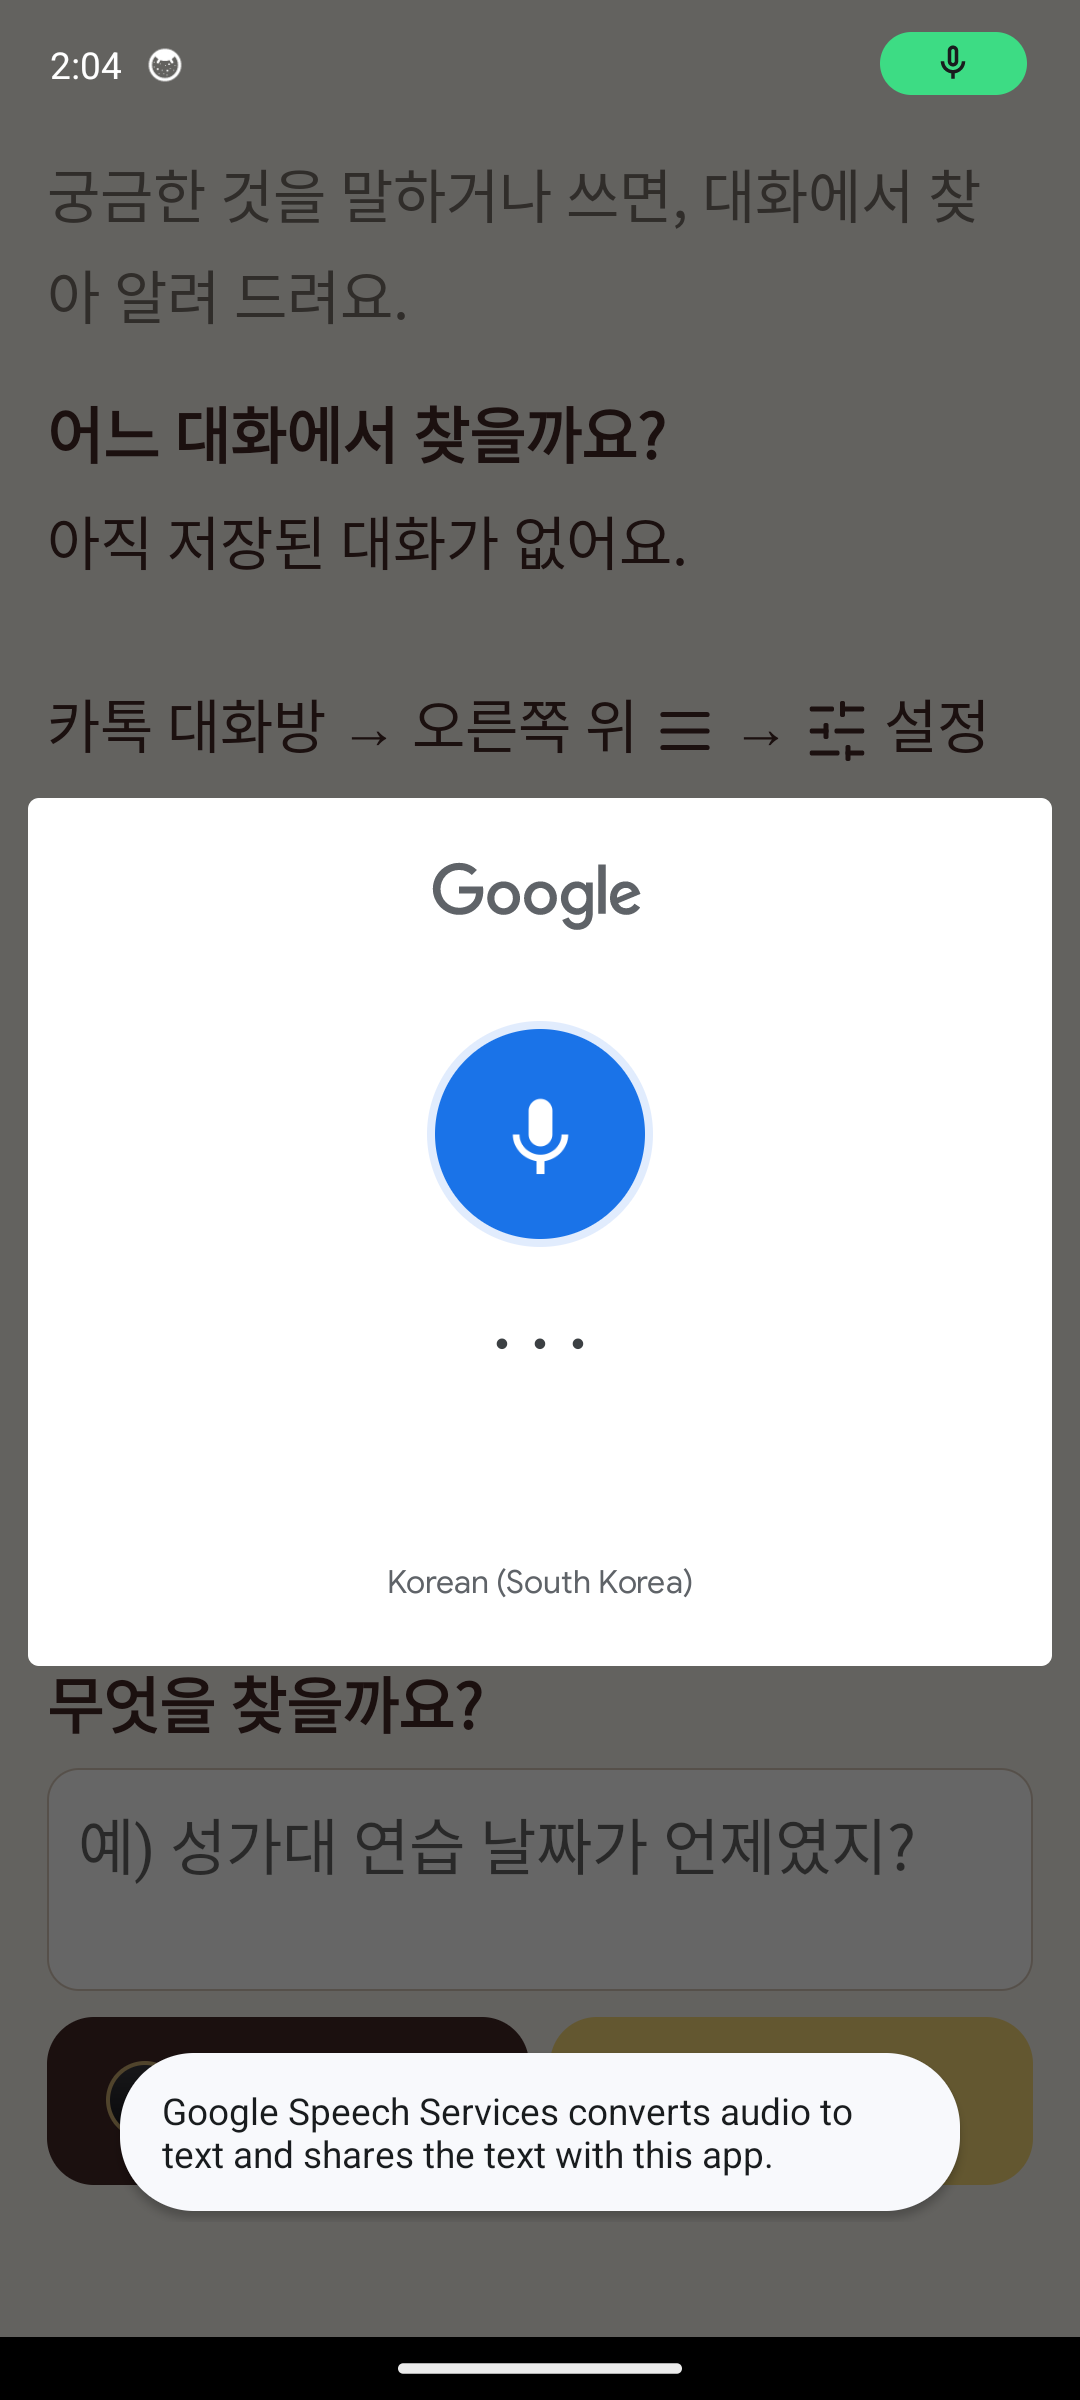 2:04
궁금한 것을 말하거나 쓰면, 대화에서 찾
아 알려 드려요.
어느 대화에서 찾을까요?
아직 저장된 대화가 없어요.
카톡 대화방 → 오른쪽 위 → 설정
Google
Korean (South Korea)
무엇을 찾을까요?
예) 성가대 연습 날짜가 언제였지?
Google Speech Services converts audio to
text and shares the text with this app.